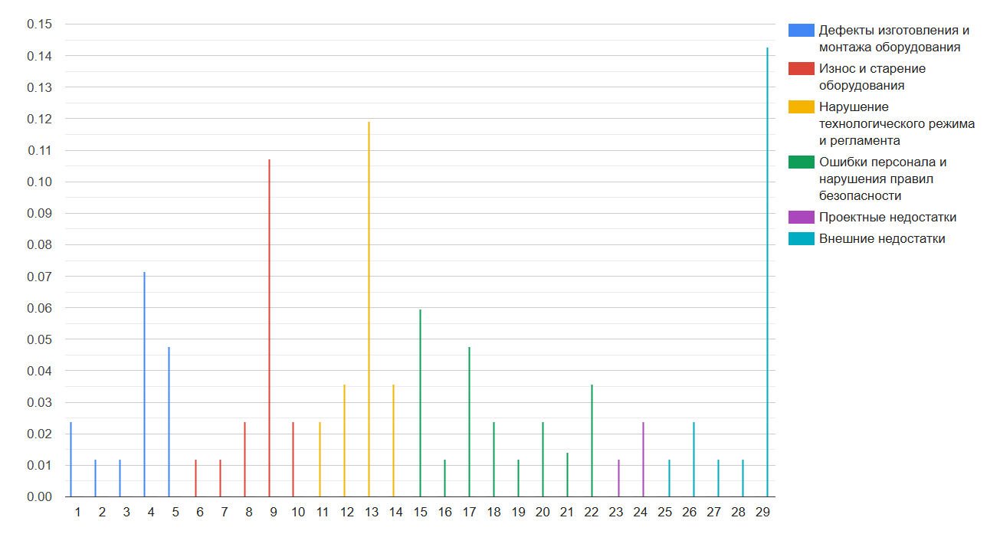 0.15
0.14
0.13
0.12
0.11
0.10
0.09
0.08
0.07
0.06
0.05
0.04
0.03
0.02
0.01
0.00
1 2 3 4 5 6 7 8 9 10 11 12 13 14 15 16 17 18 19 20 21 22 23 24 25 26 27 28 29
Дефекты изготовления и
монтажа оборудования
Износ и старение
оборудования
Нарушение
технологического режима
и регламента
Ошибки персонала и
нарушения правил
безопасности
Проектные недостатки
Внешние недостатки